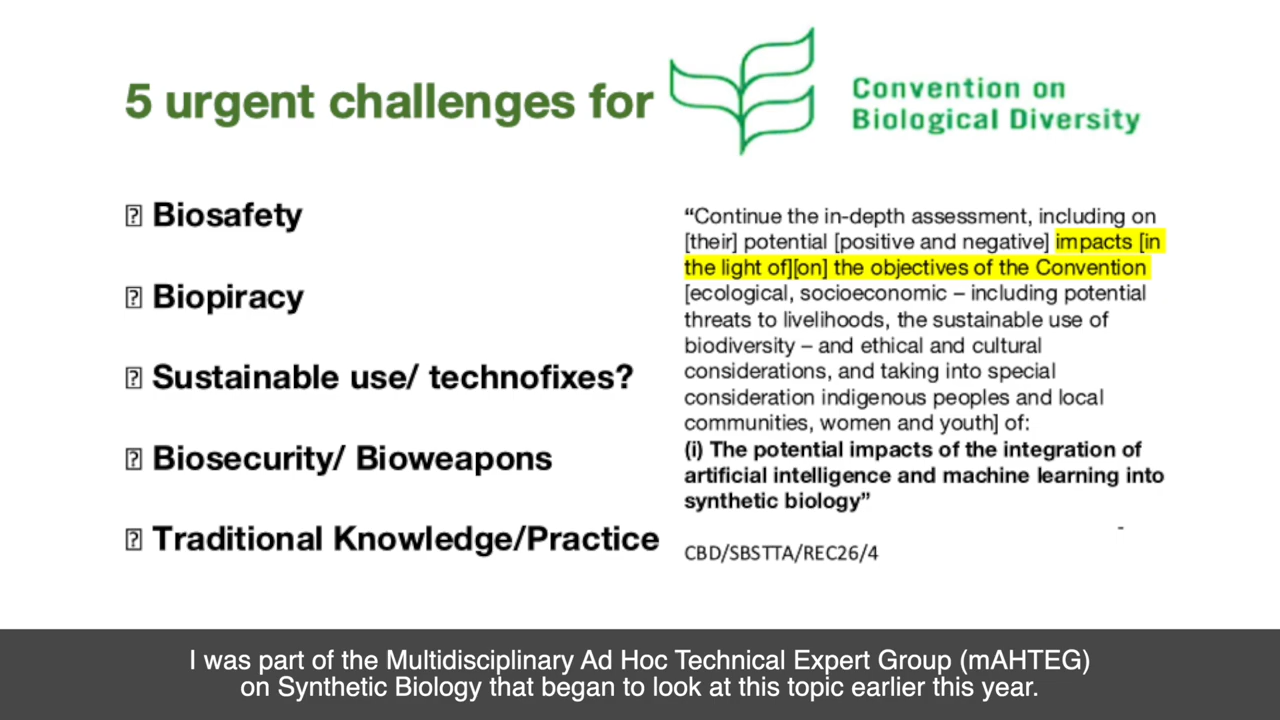 5 urgent challenges for
Convention on
Biological Diversity
Biosafety
Biopiracy
Sustainable use/ technofixes?
Biosecurity/ Bioweapons
Traditional Knowledge/Practice
“Continue the in-depth assessment, including on
[their] potential [positive and negative] impacts [in
the light of][on] the objectives of the Convention
[ecological, socioeconomic – including potential
threats to livelihoods, the sustainable use of
biodiversity – and ethical and cultural
considerations, and taking into special
consideration indigenous peoples and local
communities, women and youth] of:
(i) The potential impacts of the integration of
artificial intelligence and machine learning into
synthetic biology”
-
CBD/SBSTTA/REC26/4
I was part of the Multidisciplinary Ad Hoc Technical Expert Group (mAHTEG)
on Synthetic Biology that began to look at this topic earlier this year.